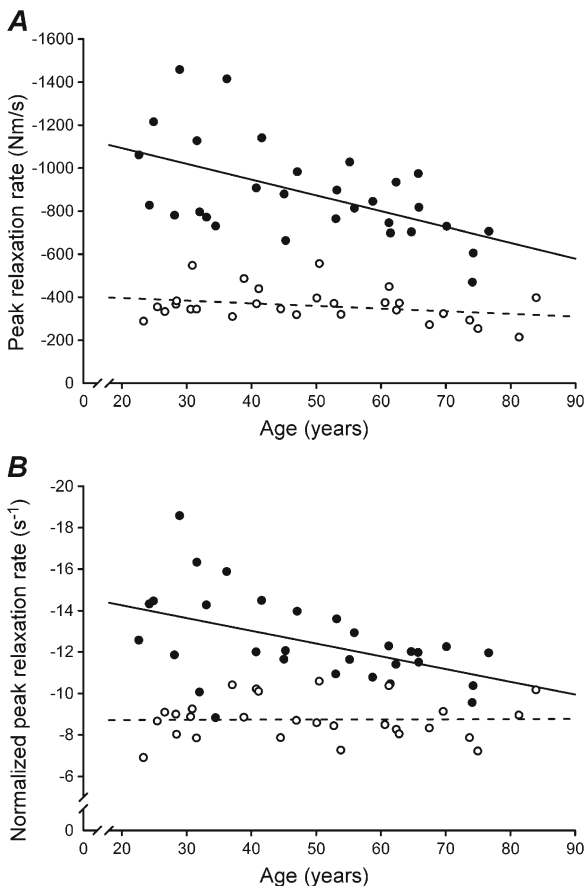 A
Peak relaxation rate (Nm/s)
-1600
-1400
-1200
-1000
-800
-600
-400
-200
0
0 20 30 40 50 60 70 80 90
Age (years)
B
Normalized peak relaxation rate (s⁻¹)
-20
-18
-16
-14
-12
-10
-8
-6
0
0 20 30 40 50 60 70 80 90
Age (years)